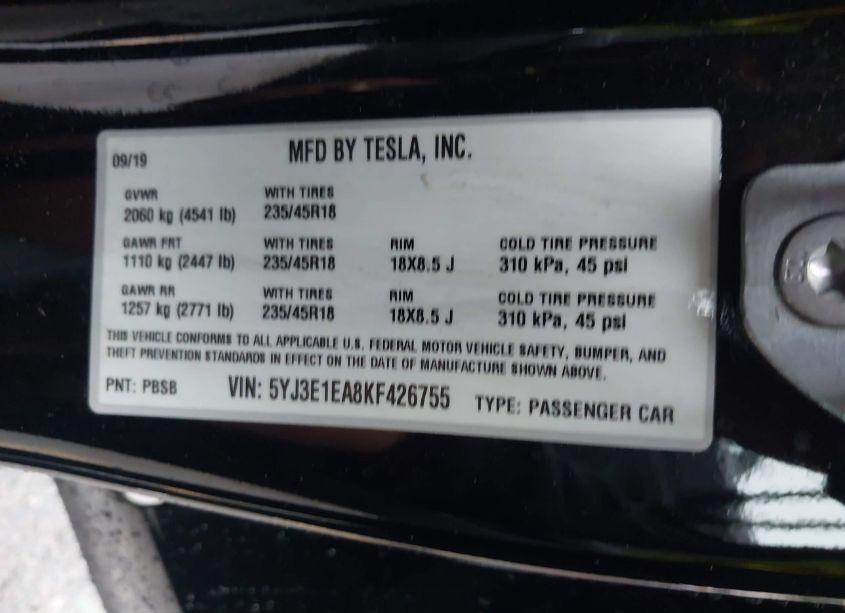 09/19 MFD BY TESLA, INC.
GVWR WITH TIRES
2060 kg (4541 lb) 235/45R18
GAWR FRT WITH TIRES RIM COLD TIRE PRESSURE
1110 kg (2447 lb) 235/45R18 18X8.5 J 310 kPa, 45 psi
GAWR RR WITH TIRES RIM COLD TIRE PRESSURE
1257 kg (2771 lb) 235/45R18 18X8.5 J 310 kPa, 45 psi
THIS VEHICLE CONFORMS TO ALL APPLICABLE U.S. FEDERAL MOTOR VEHICLE SAFETY, BUMPER, AND
THEFT PREVENTION STANDARDS IN EFFECT ON THE DATE OF MANUFACTURE SHOWN ABOVE.
PNT: PBSB VIN: 5YJ3E1EA8KF426755 TYPE: PASSENGER CAR